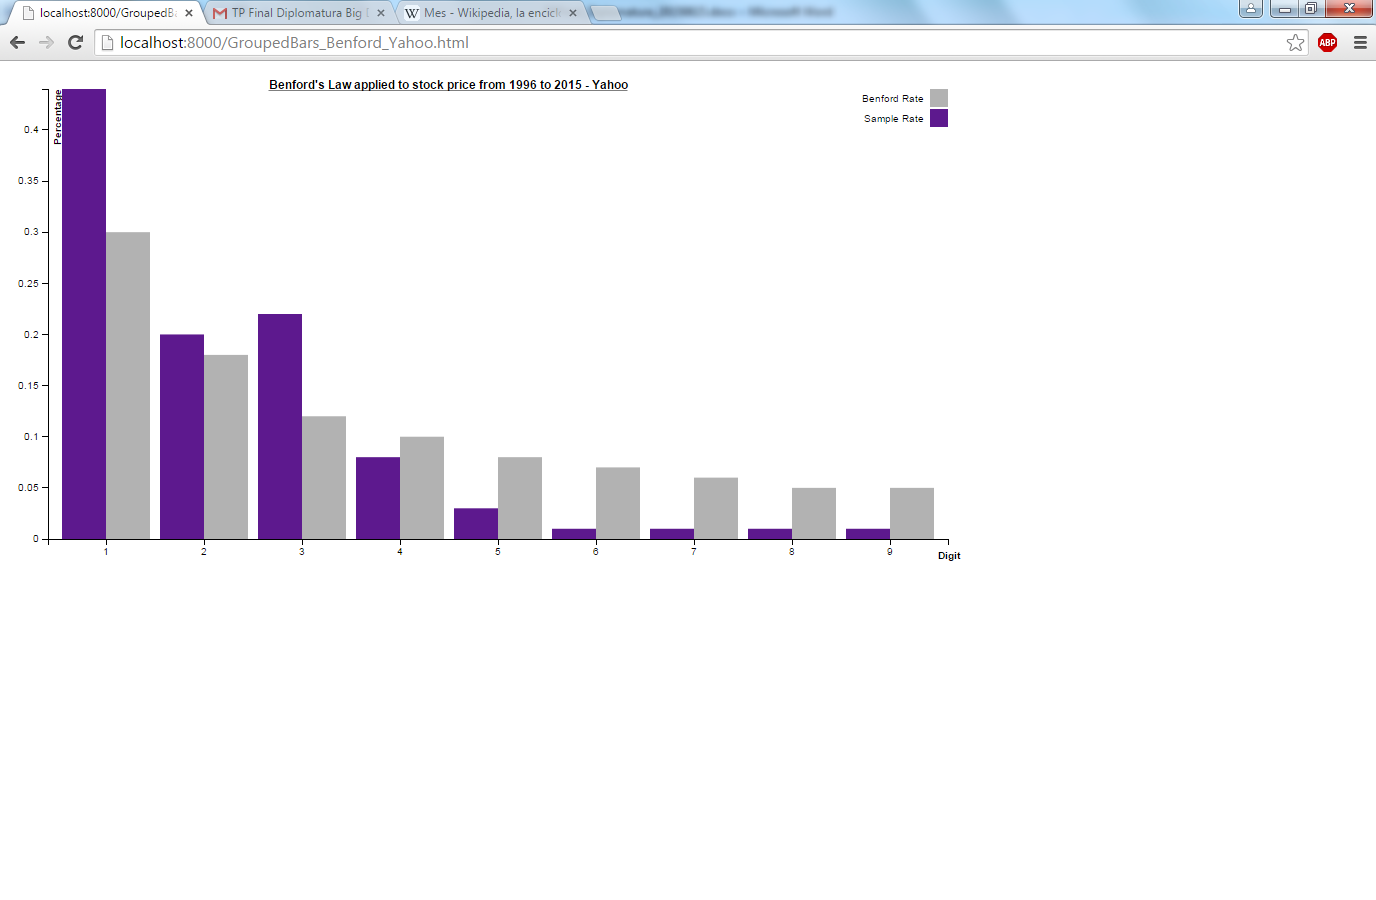 localhost:8000/GroupedBa
TP Final Diplomatura Big D
Mes - Wikipedia, la encicl
Microsoft Word
localhost:8000/GroupedBars_Benford_Yahoo.html
ABP
Benford's Law applied to stock price from 1996 to 2015 - Yahoo
Percentage
Benford Rate
Sample Rate
0.4
0.35
0.3
0.25
0.2
0.15
0.1
0.05
0
1 2 3 4 5 6 7 8 9
Digit